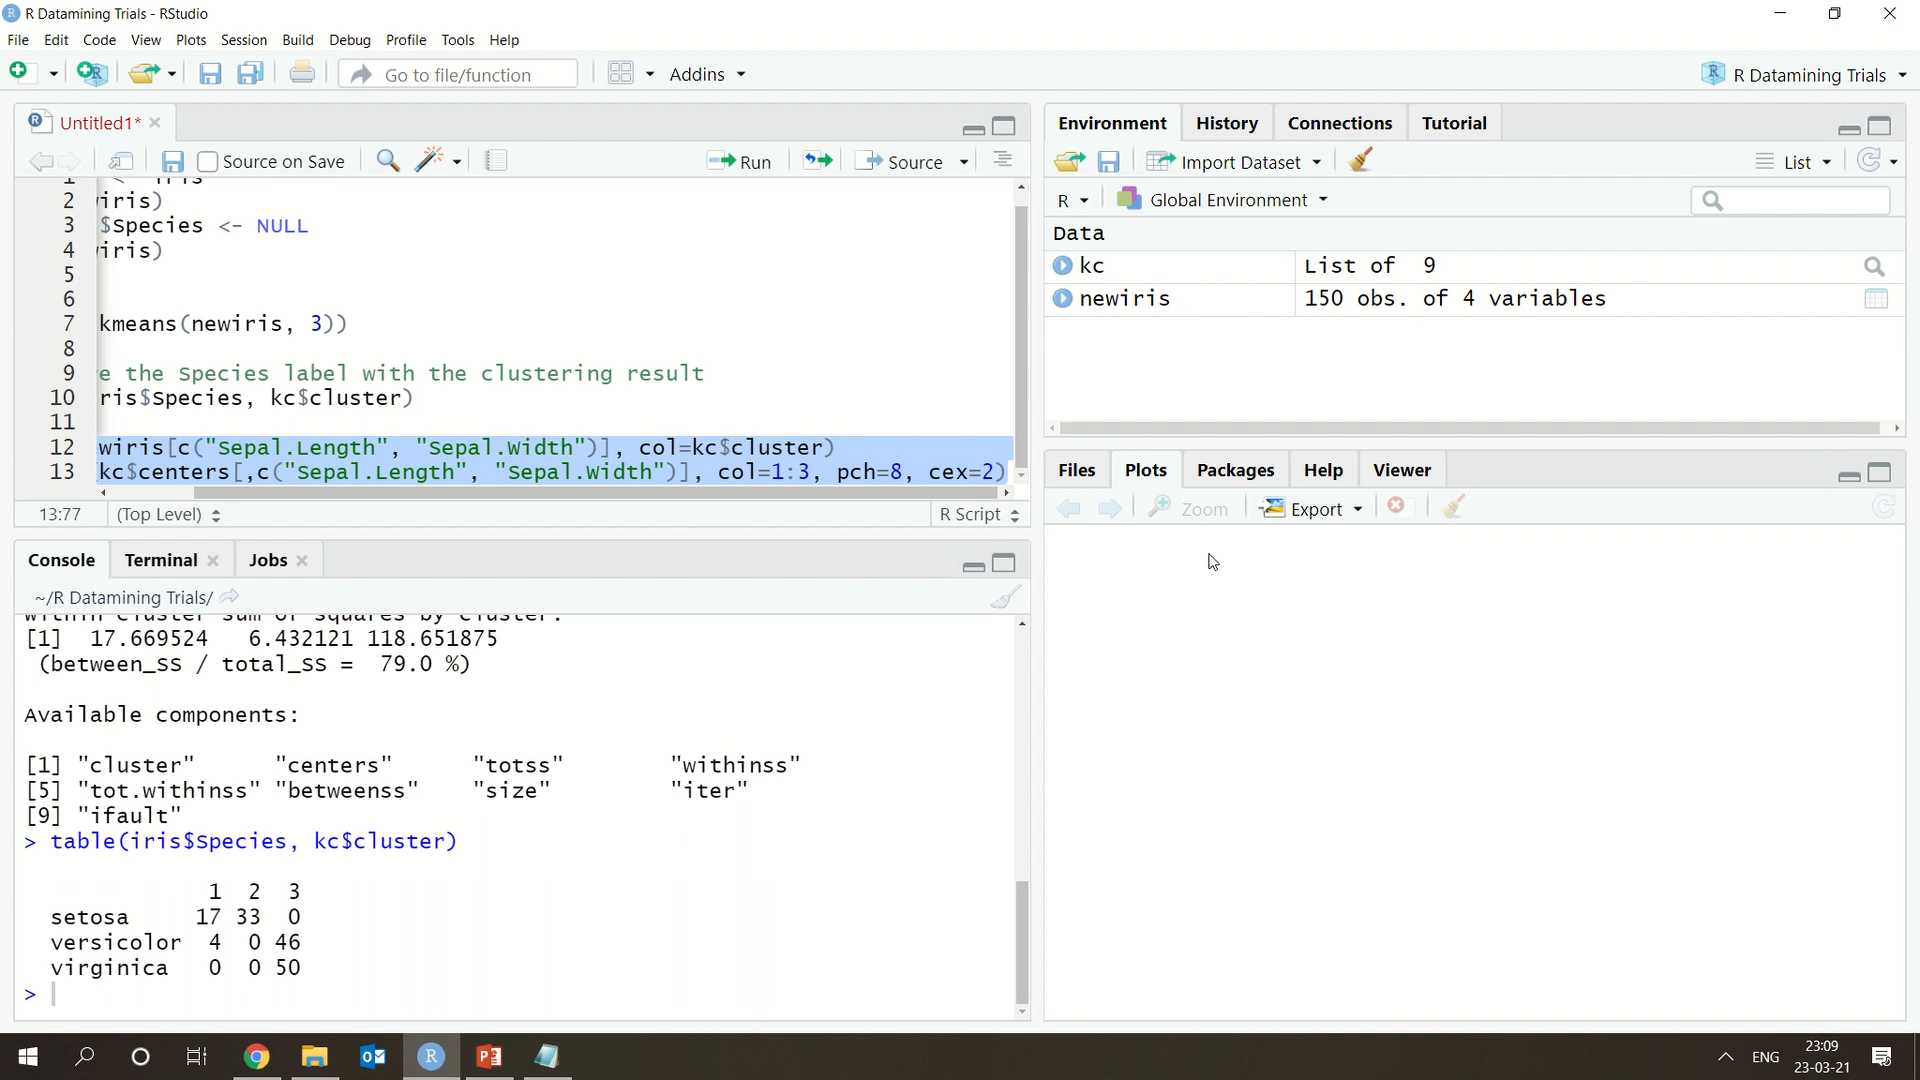 R Datamining Trials - RStudio
File Edit Code View Plots Session Build Debug Profile Tools Help
Go to file/function Addins R Datamining Trials
Untitled1*
Source on Save Run Source
2 iris)
3 $Species <- NULL
4 iris)
5
6
7 kmeans(newiris, 3))
8
9 e the Species label with the clustering result
10 ris$Species, kc$cluster)
11
12 wiris[c("Sepal.Length", "Sepal.Width")], col=kc$cluster)
13 kc$centers[,c("Sepal.Length", "Sepal.Width")], col=1:3, pch=8, cex=2)
13:77 (Top Level) R Script
Console Terminal Jobs
~/R Datamining Trials/
within cluster sum of squares by cluster:
[1] 17.669524 6.432121 118.651875
(between_SS / total_SS = 79.0 %)
Available components:
[1] "cluster" "centers" "totss" "withinss"
[5] "tot.withinss" "betweenss" "size" "iter"
[9] "ifault"
> table(iris$Species, kc$cluster)
1 2 3
setosa 17 33 0
versicolor 4 0 46
virginica 0 0 50
>
Environment History Connections Tutorial
Import Dataset List
R Global Environment
Data
kc List of 9
newiris 150 obs. of 4 variables
Files Plots Packages Help Viewer
Zoom Export
ENG
23:09
23-03-21